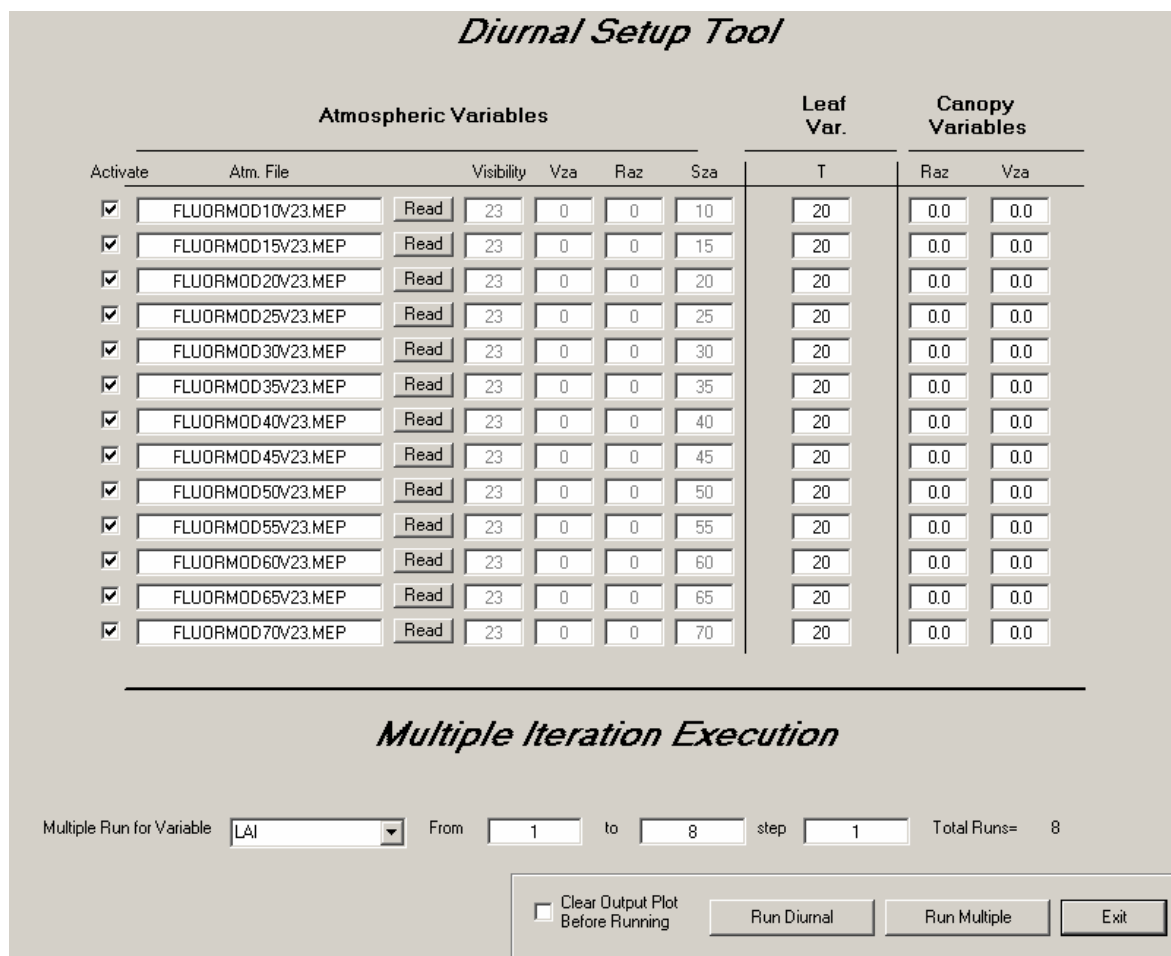 Diurnal Setup Tool
Atmospheric Variables
Leaf
Var.
Canopy
Variables
Activate Atm. File Visibility Vza Raz Sza T Raz Vza
FLUORMOD10V23.MEP Read 23 0 0 10 20 0.0 0.0
FLUORMOD15V23.MEP Read 23 0 0 15 20 0.0 0.0
FLUORMOD20V23.MEP Read 23 0 0 20 20 0.0 0.0
FLUORMOD25V23.MEP Read 23 0 0 25 20 0.0 0.0
FLUORMOD30V23.MEP Read 23 0 0 30 20 0.0 0.0
FLUORMOD35V23.MEP Read 23 0 0 35 20 0.0 0.0
FLUORMOD40V23.MEP Read 23 0 0 40 20 0.0 0.0
FLUORMOD45V23.MEP Read 23 0 0 45 20 0.0 0.0
FLUORMOD50V23.MEP Read 23 0 0 50 20 0.0 0.0
FLUORMOD55V23.MEP Read 23 0 0 55 20 0.0 0.0
FLUORMOD60V23.MEP Read 23 0 0 60 20 0.0 0.0
FLUORMOD65V23.MEP Read 23 0 0 65 20 0.0 0.0
FLUORMOD70V23.MEP Read 23 0 0 70 20 0.0 0.0
Multiple Iteration Execution
Multiple Run for Variable LAI From 1 to 8 step 1 Total Runs= 8
Clear Output Plot
Before Running
Run Diurnal Run Multiple Exit